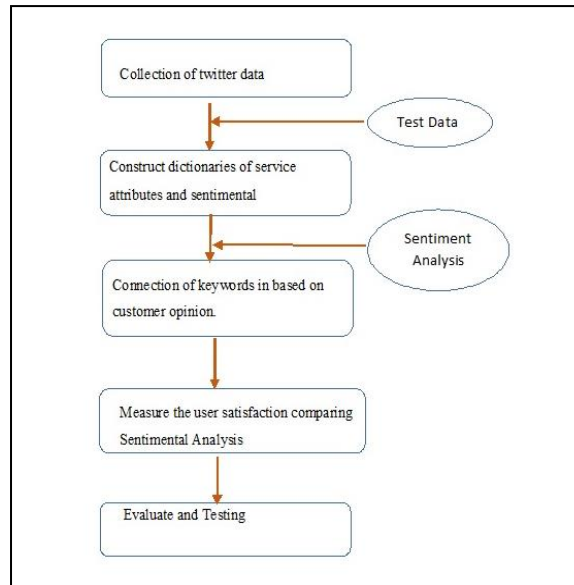 Collection of twitter data
Test Data
Construct dictionaries of service
attributes and sentimental
Sentiment
Analysis
Connection of keywords in based on
customer opinion.
Measure the user satisfaction comparing
Sentimental Analysis
Evaluate and Testing